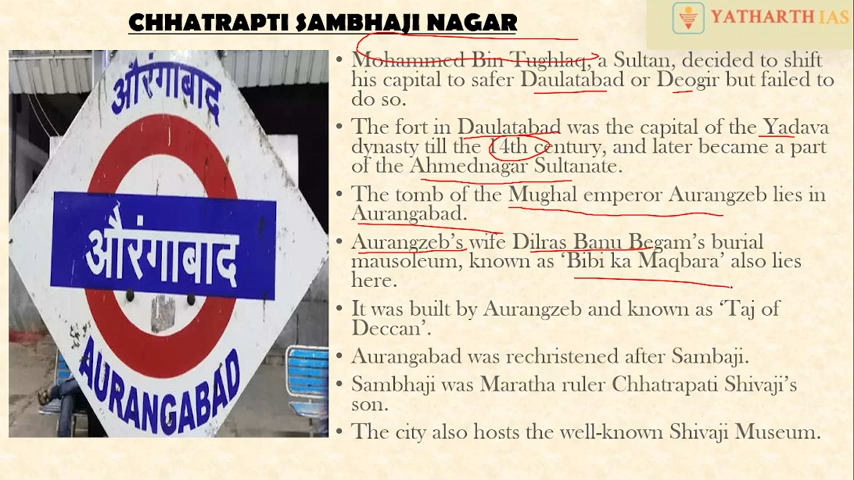 CHHATRAPTI SAMBHAJI NAGAR
YATHARTH IAS
औरंगाबाद
औरंगाबाद
AURANGABAD
• Mohammed Bin Tughlaq, a Sultan, decided to shift
his capital to safer Daulatabad or Deogir but failed to
do so.
• The fort in Daulatabad was the capital of the Yadava
dynasty till the 14th century, and later became a part
of the Ahmednagar Sultanate.
• The tomb of the Mughal emperor Aurangzeb lies in
Aurangabad.
• Aurangzeb's wife Dilras Banu Begam's burial
mausoleum, known as 'Bibi ka Maqbara' also lies
here.
• It was built by Aurangzeb and known as 'Taj of
Deccan'.
• Aurangabad was rechristened after Sambaji.
• Sambhaji was Maratha ruler Chhatrapati Shivaji's
son.
• The city also hosts the well-known Shivaji Museum.